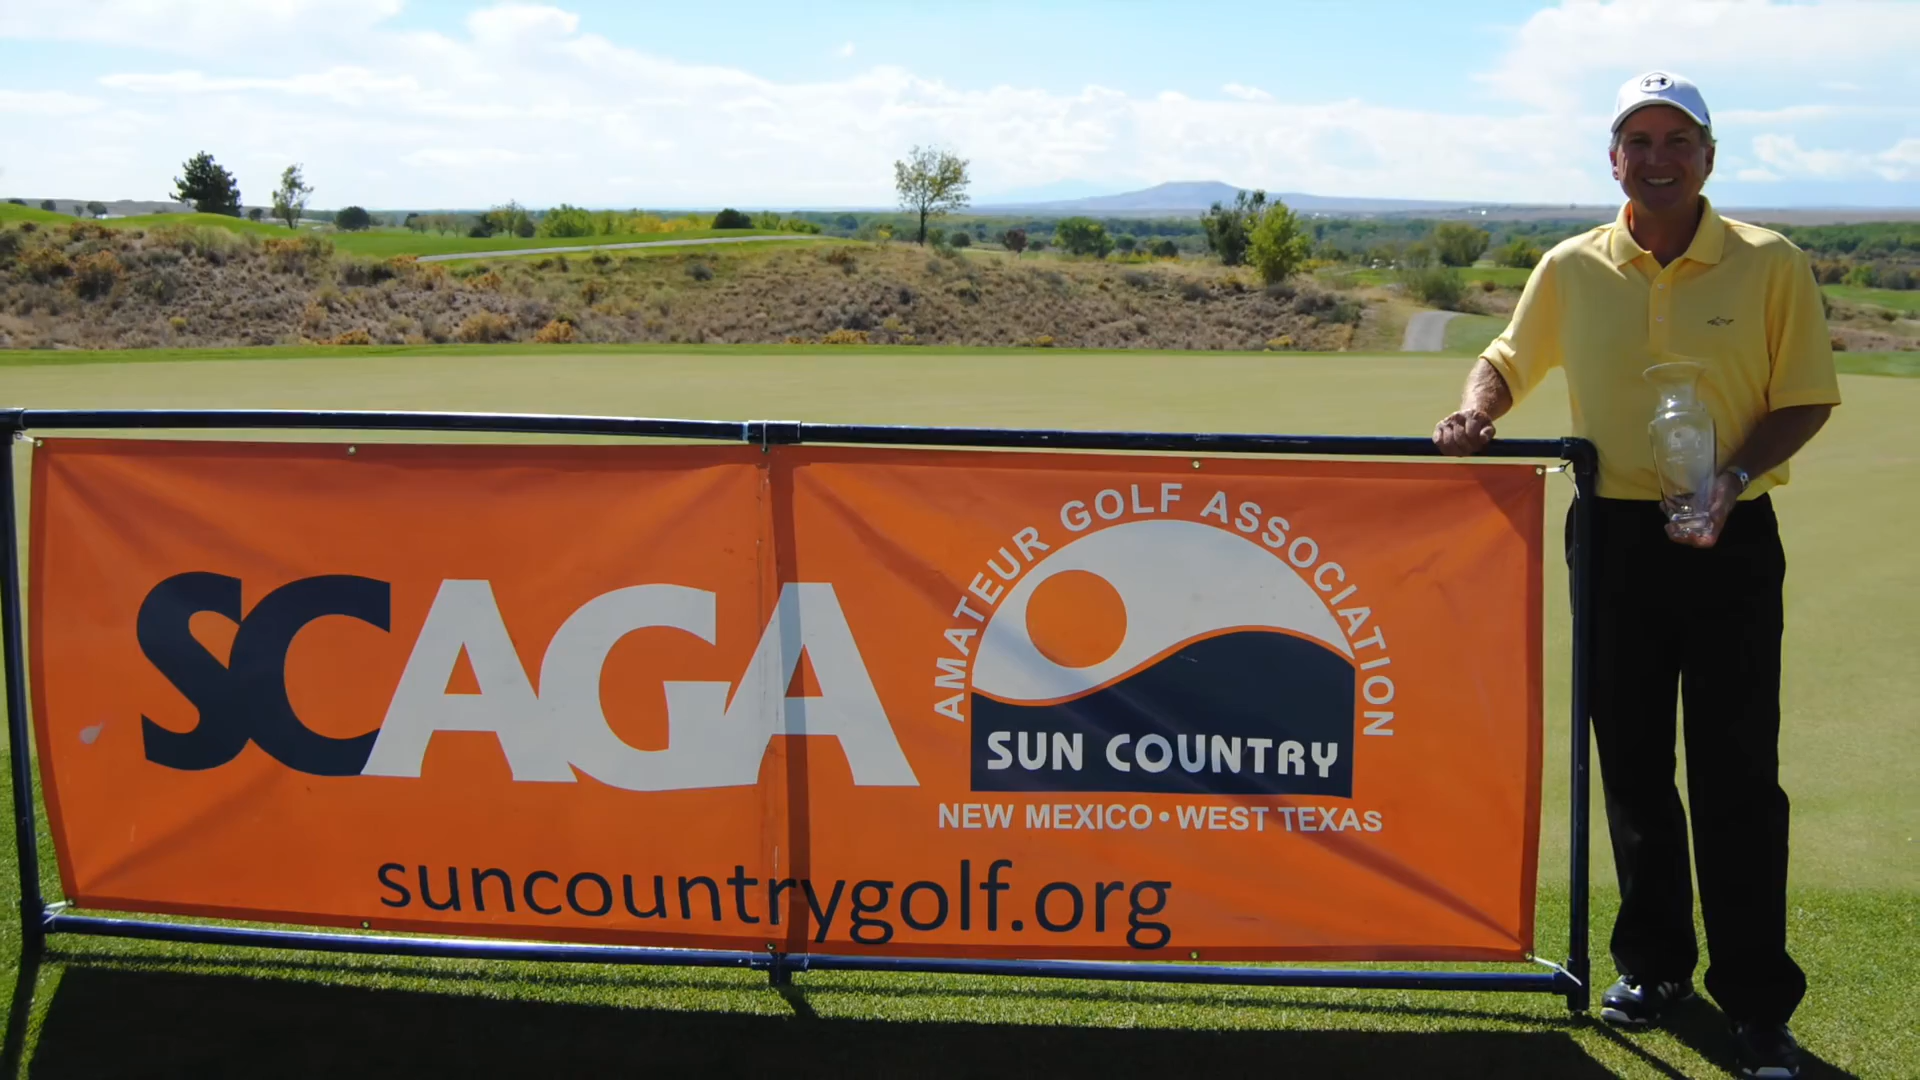 SCAGA
AMATEUR GOLF ASSOCIATION
SUN COUNTRY
NEW MEXICO • WEST TEXAS
suncountrygolf.org